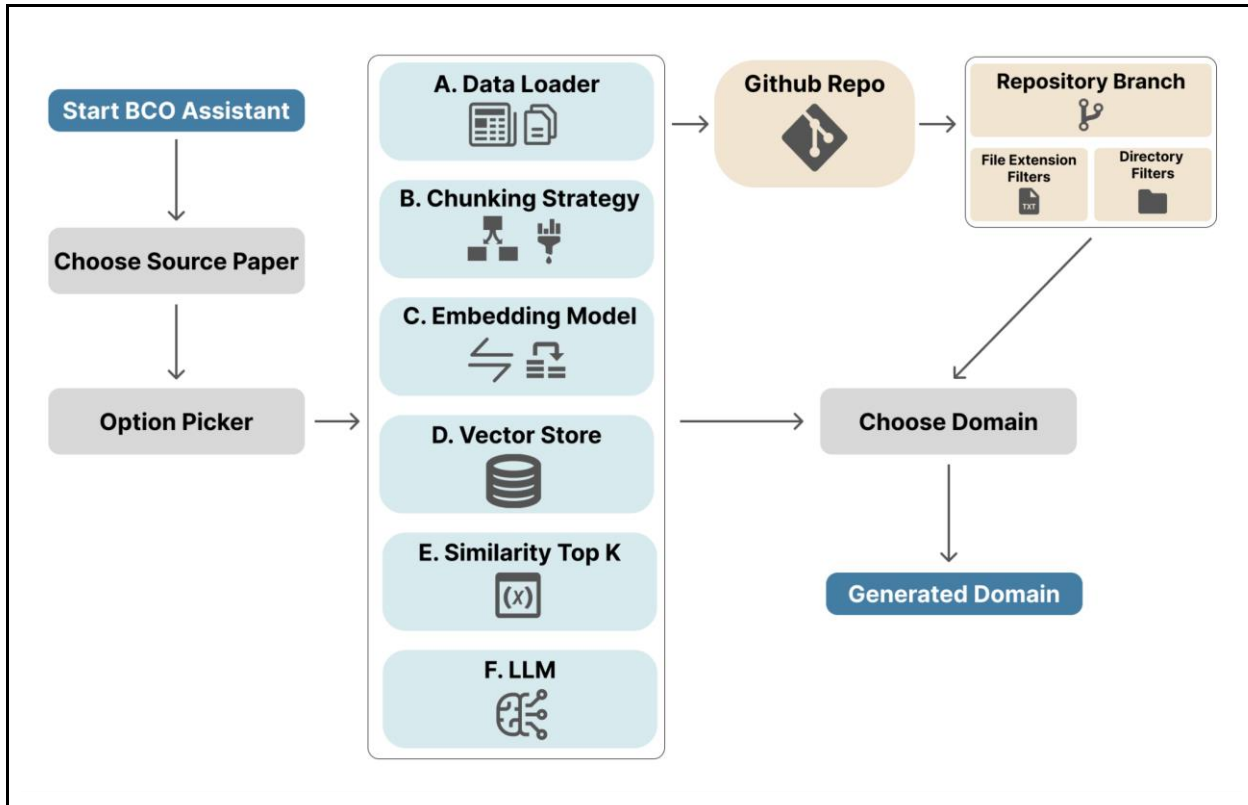 Start BCO Assistant
Choose Source Paper
Option Picker
A. Data Loader
B. Chunking Strategy
C. Embedding Model
D. Vector Store
E. Similarity Top K
(x)
F. LLM
Github Repo
Repository Branch
File Extension
Filters
TXT
Directory
Filters
Choose Domain
Generated Domain